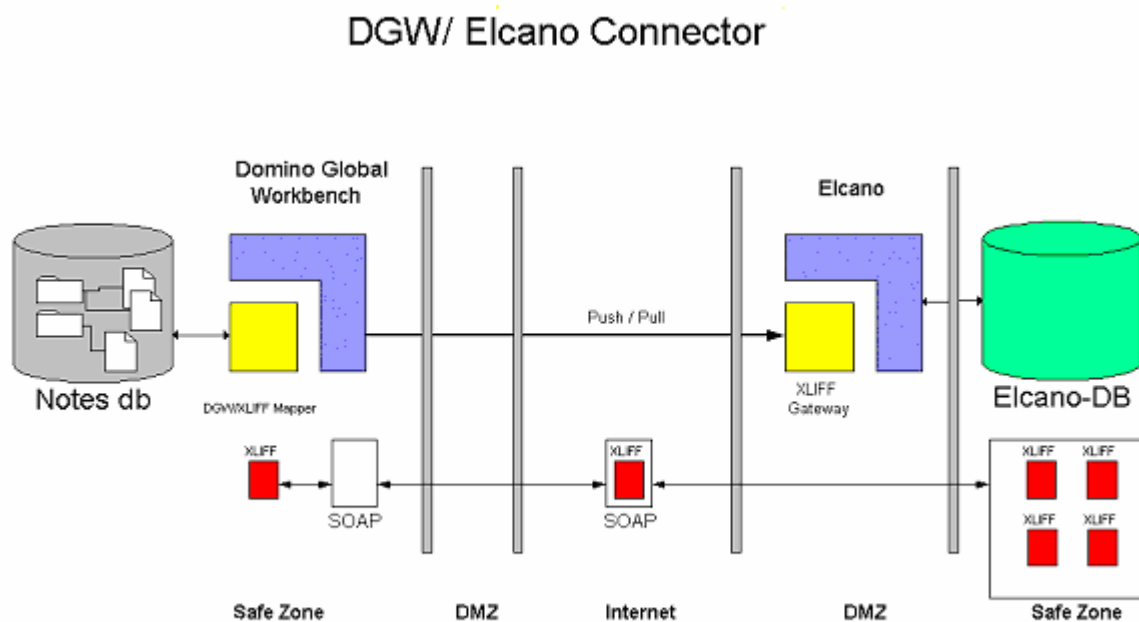 DGW/ Elcano Connector
Domino Global
Workbench
Elcano
Push / Pull
Notes db
DGW/XLIFF Mapper
XLIFF
Gateway
Elcano-DB
XLIFF
SOAP
XLIFF
SOAP
XLIFF
XLIFF
XLIFF
XLIFF
Safe Zone
DMZ
Internet
DMZ
Safe Zone